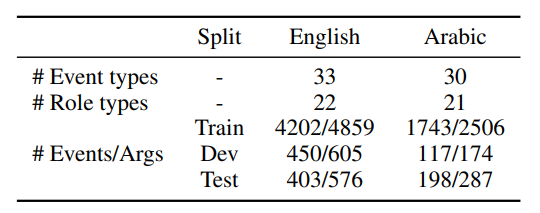 Split English Arabic
# Event types - 33 30
# Role types - 22 21
Train 4202/4859 1743/2506
# Events/Args Dev 450/605 117/174
Test 403/576 198/287